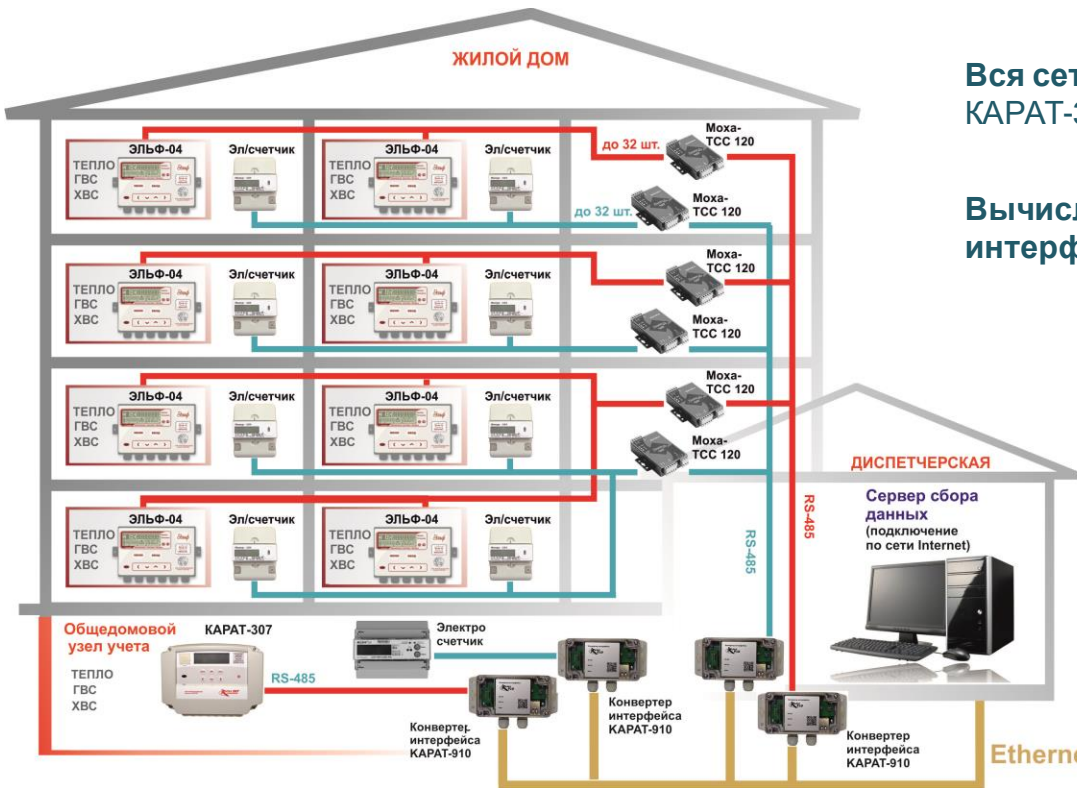 ЖИЛОЙ ДОМ
Вся сет
КАРАТ-3
Вычисл
интерф
ЭЛЬФ-04
Эл/счетчик
ЭЛЬФ-04
Эл/счетчик
ТЕПЛО
ГВС
ХВС
ТЕПЛО
ГВС
ХВС
до 32 шт.
Moxa-
TCC 120
до 32 шт.
Moxa-
TCC 120
ЭЛЬФ-04
Эл/счетчик
ЭЛЬФ-04
Эл/счетчик
ТЕПЛО
ГВС
ХВС
ТЕПЛО
ГВС
ХВС
Moxa-
TCC 120
Moxa-
TCC 120
ЭЛЬФ-04
Эл/счетчик
ЭЛЬФ-04
Эл/счетчик
ТЕПЛО
ГВС
ХВС
ТЕПЛО
ГВС
ХВС
Moxa-
TCC 120
Moxa-
TCC 120
ЭЛЬФ-04
Эл/счетчик
ЭЛЬФ-04
Эл/счетчик
ТЕПЛО
ГВС
ХВС
ТЕПЛО
ГВС
ХВС
RS-485
RS-485
ДИСПЕТЧЕРСКАЯ
Сервер сбора
данных
(подключение
по сети Internet)
Общедомовой
узел учета
КАРАТ-307
ТЕПЛО
ГВС
ХВС
RS-485
Электро
счетчик
Конвертер
интерфейса
КАРАТ-910
Конвертер
интерфейса
КАРАТ-910
Конвертер
интерфейса
КАРАТ-910
Etherne